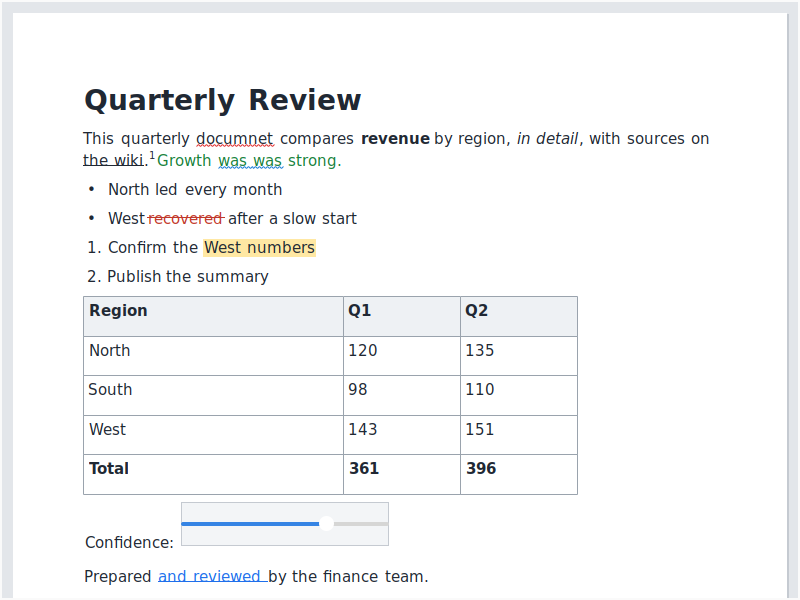 Quarterly Review
This quarterly documnet compares revenue by region, in detail, with sources on
the wiki.1 Growth was was strong.
• North led every month
• West recovered after a slow start
1. Confirm the West numbers
2. Publish the summary
Region Q1 Q2
North 120 135
South 98 110
West 143 151
Total 361 396
Confidence:
Prepared and reviewed by the finance team.